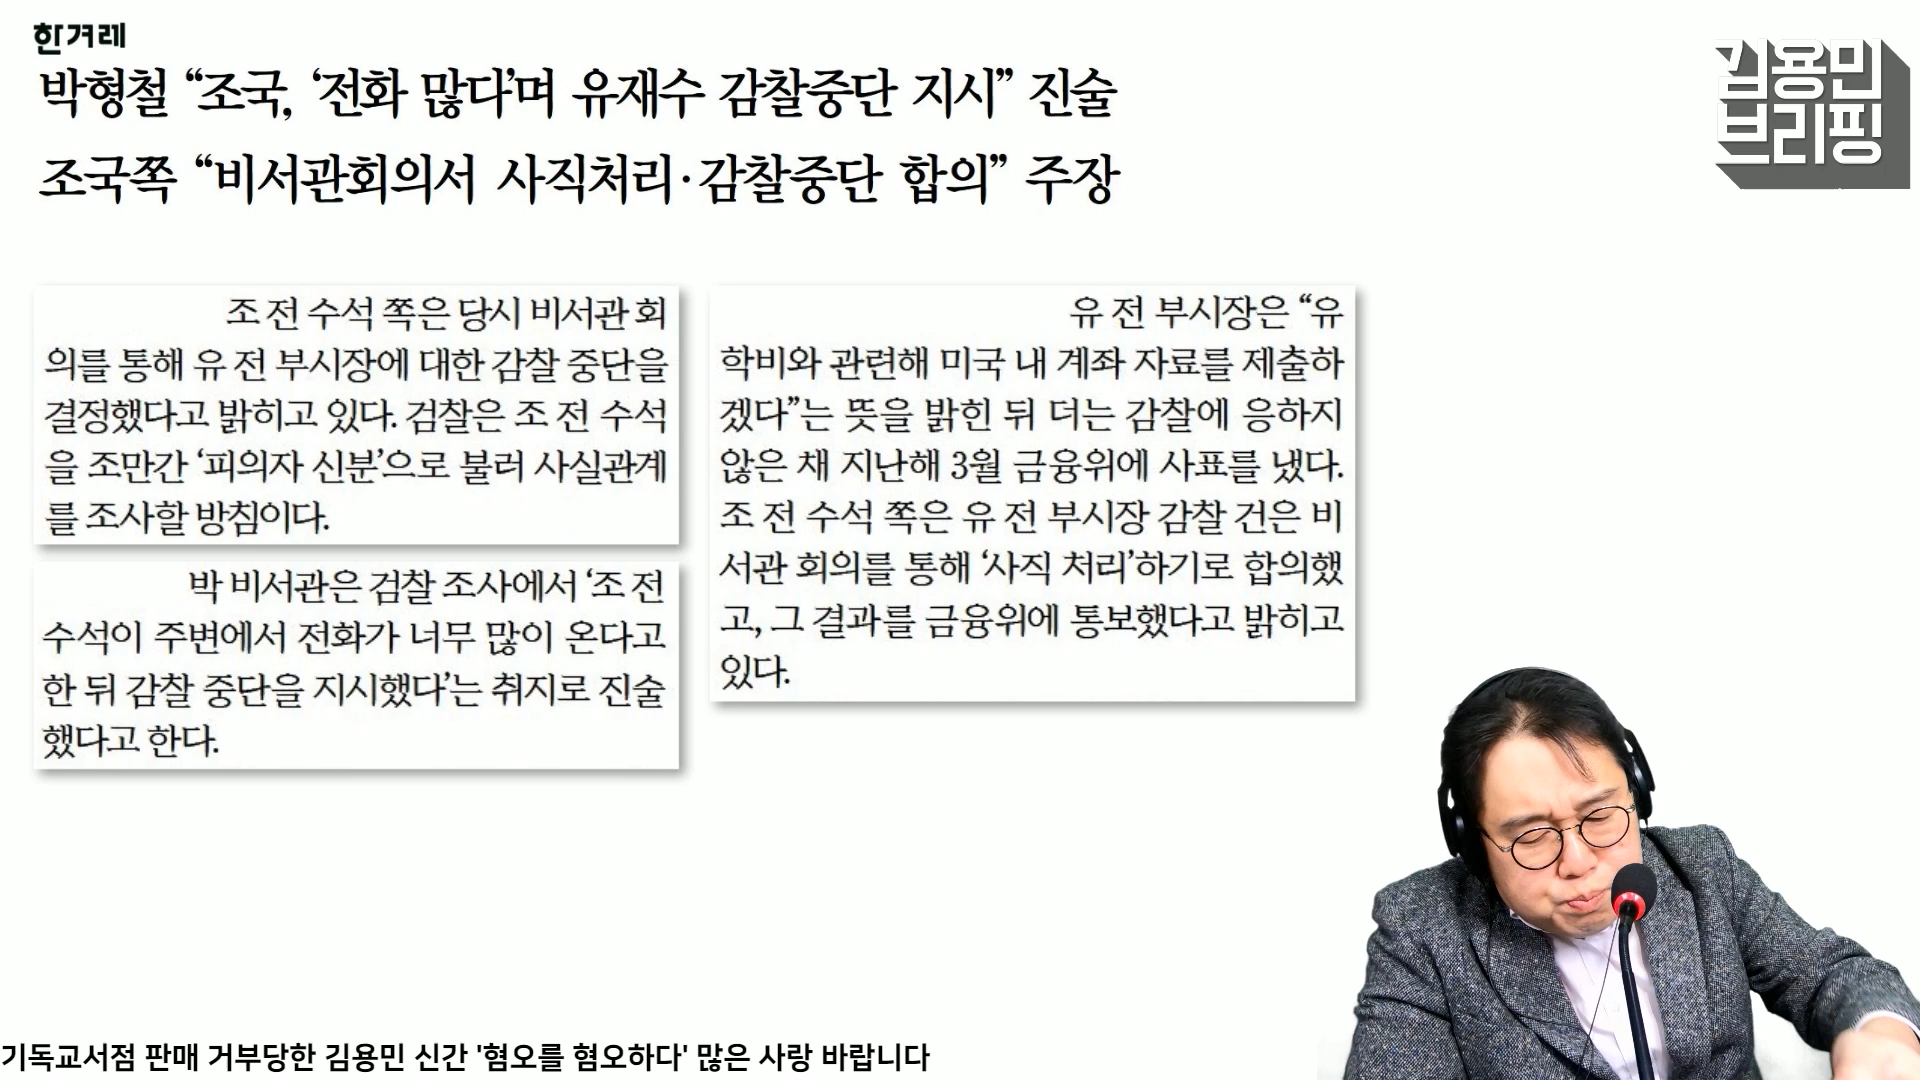 한겨레
박형철 “조국, ‘전화 많다’며 유재수 감찰중단 지시” 진술
조국쪽 “비서관회의서 사직처리·감찰중단 합의” 주장
김용민
브리핑
조 전 수석 쪽은 당시 비서관 회
의를 통해 유 전 부시장에 대한 감찰 중단을
결정했다고 밝히고 있다. 검찰은 조 전 수석
을 조만간 ‘피의자 신분’으로 불러 사실관계
를 조사할 방침이다.
박 비서관은 검찰 조사에서 ‘조 전
수석이 주변에서 전화가 너무 많이 온다고
한 뒤 감찰 중단을 지시했다’는 취지로 진술
했다고 한다.
유 전 부시장은 “유
학비와 관련해 미국 내 계좌 자료를 제출하
겠다”는 뜻을 밝힌 뒤 더는 감찰에 응하지
않은 채 지난해 3월 금융위에 사표를 냈다.
조 전 수석 쪽은 유 전 부시장 감찰 건은 비
서관 회의를 통해 ‘사직 처리’하기로 합의했
고, 그 결과를 금융위에 통보했다고 밝히고
있다.
기독교서점 판매 거부당한 김용민 신간 '혐오를 혐오하다' 많은 사랑 바랍니다